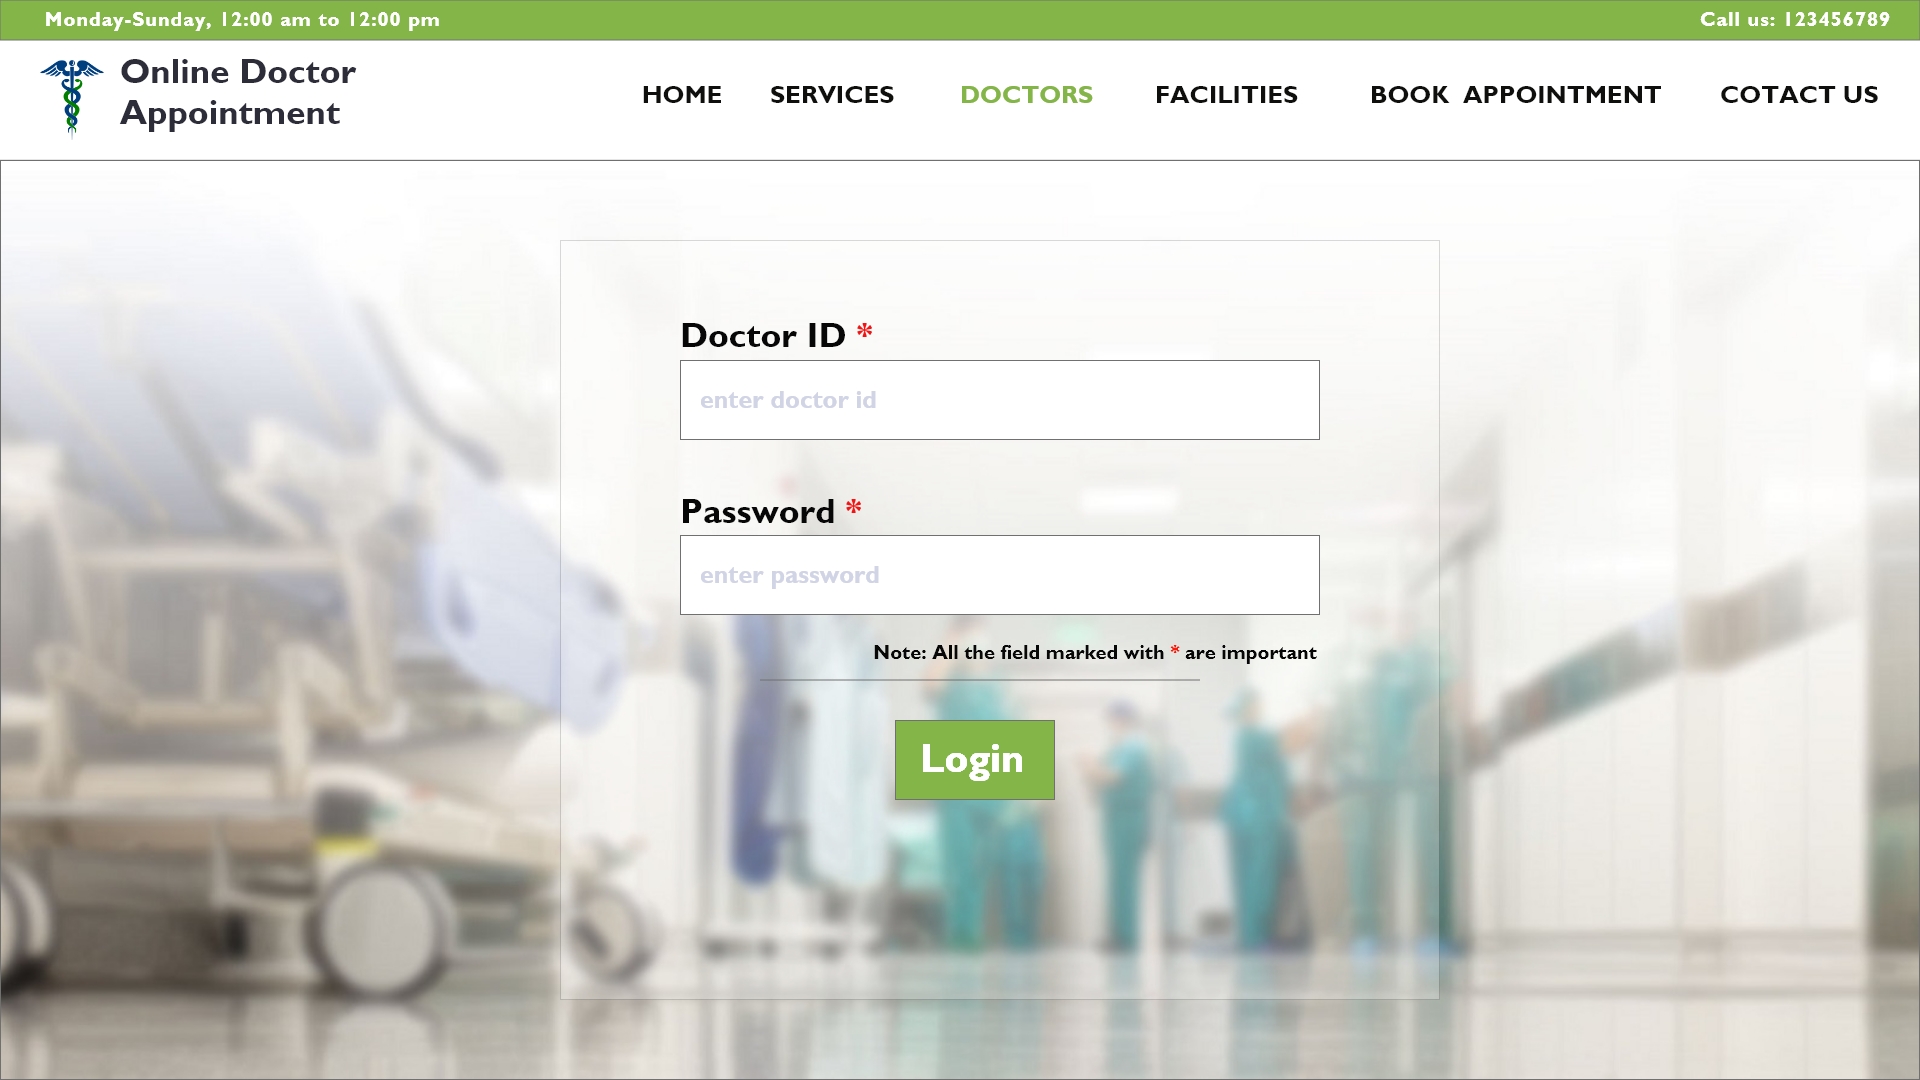 Monday-Sunday, 12:00 am to 12:00 pm
Call us: 123456789
Online Doctor
Appointment
HOME SERVICES DOCTORS FACILITIES BOOK APPOINTMENT COTACT US
Doctor ID *
enter doctor id
Password *
enter password
Note: All the field marked with * are important
Login